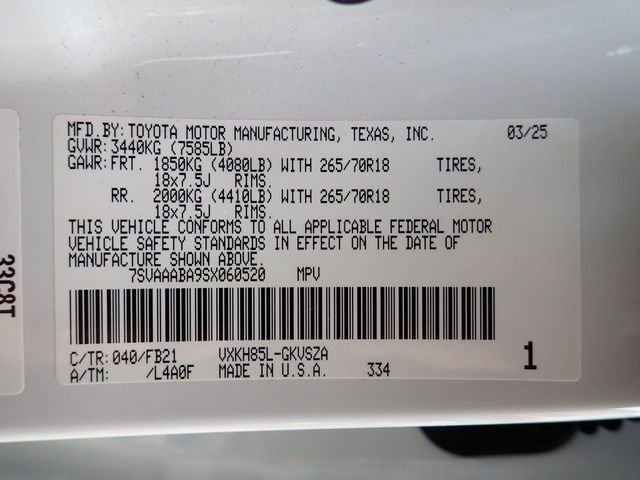 MFD.BY: TOYOTA MOTOR MANUFACTURING, TEXAS, INC. 03/25
GVWR: 3440KG (7585LB)
GAWR: FRT. 1850KG (4080LB) WITH 265/70R18 TIRES,
18x7.5J RIMS.
RR. 2000KG (4410LB) WITH 265/70R18 TIRES,
18x7.5J RIMS.
THIS VEHICLE CONFORMS TO ALL APPLICABLE FEDERAL MOTOR
VEHICLE SAFETY STANDARDS IN EFFECT ON THE DATE OF
MANUFACTURE SHOWN ABOVE.
7SVAAABA9SX060520 MPV
C/TR: 040/FB21 VXKH85L-GKVSZA
A/TM: /L4A0F MADE IN U.S.A. 334 1
33C8T